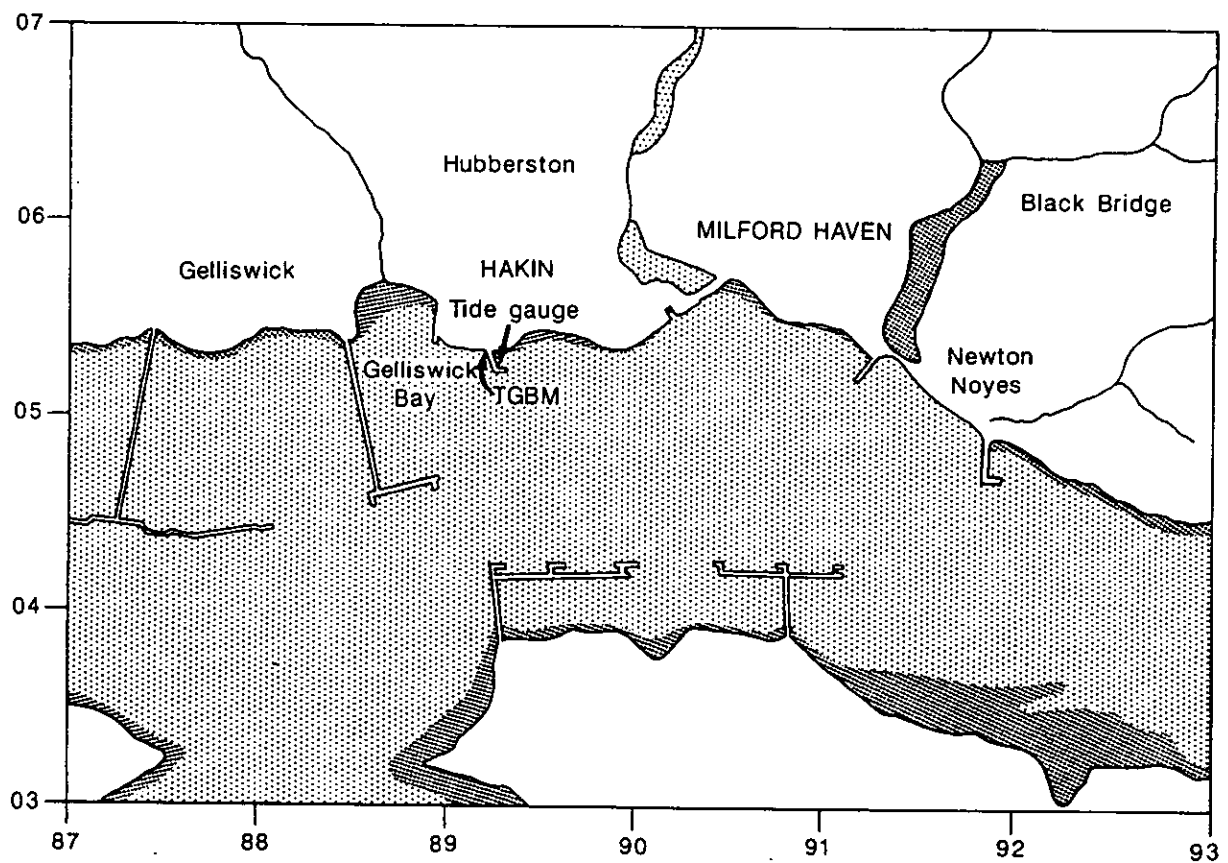 07
Hubberston
06
Black Bridge
MILFORD HAVEN
Gelliswick
HAKIN
Tide gauge
Newton
Noyes
Gelliswick
Bay
TGBM
05
04
03
87
88
89
90
91
92
93